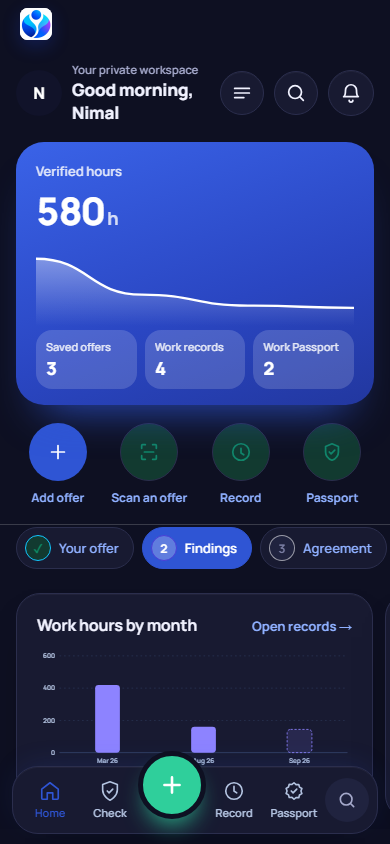 Your private workspace
N
Good morning,
Nimal
Verified hours
580h
Saved offers
3
Work records
4
Work Passport
2
Add offer
Scan an offer
Record
Passport
✓ Your offer
2 Findings
3 Agreement
Work hours by month
Open records →
600
400
200
0
Mar 26
ug 26
Sep 26
Home
Check
Record
Passport